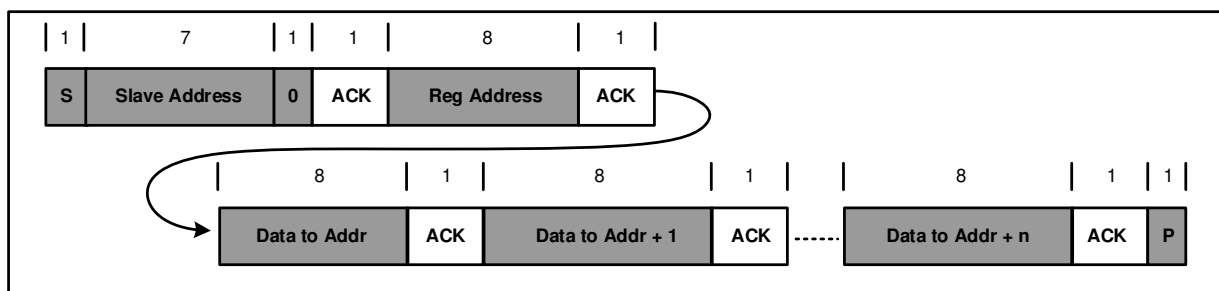 1 7 1 1 8 1
S Slave Address 0 ACK Reg Address ACK
8 1 8 1 8 1 1
Data to Addr ACK Data to Addr + 1 ACK Data to Addr + n ACK P